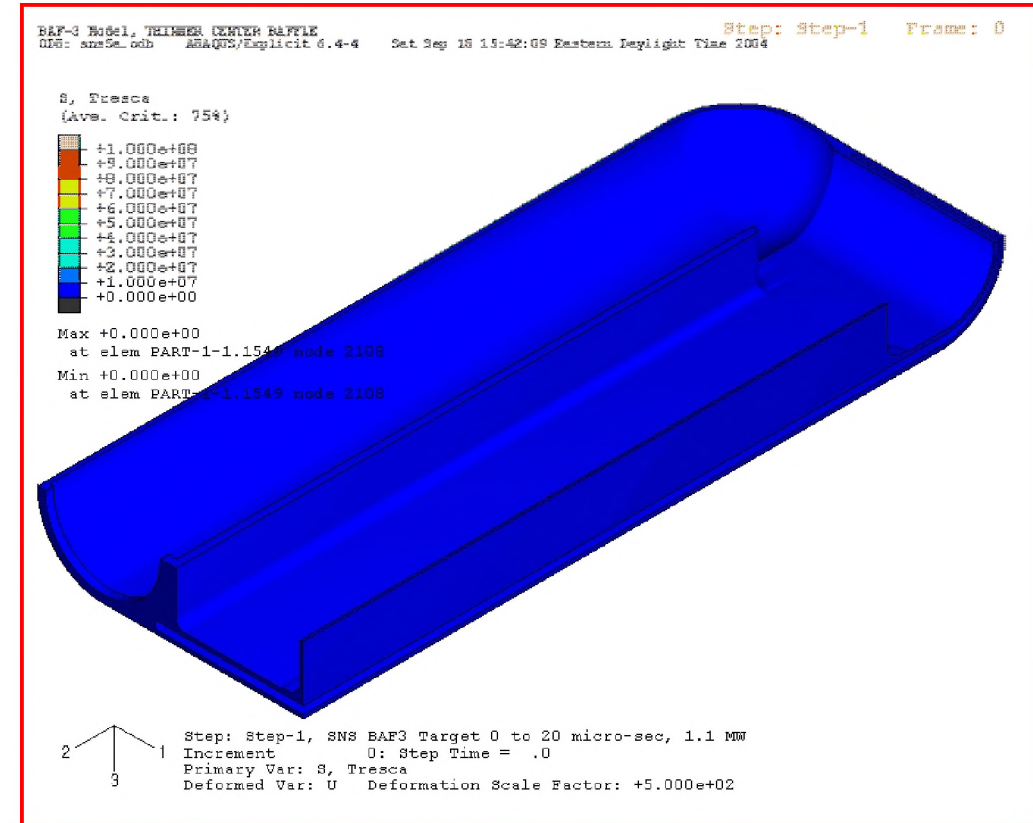 BAF-3 Model, THINNER CENTER BAFFLE
ODB: sns5e.odb ABAQUS/Explicit 6.4-4 Sat Sep 18 15:42:09 Eastern Daylight Time 2004
Step: Step-1 Frame: 0
S, Tresca
(Ave. Crit.: 75%)
+1.000e+08
+9.000e+07
+8.000e+07
+7.000e+07
+6.000e+07
+5.000e+07
+4.000e+07
+3.000e+07
+2.000e+07
+1.000e+07
+0.000e+00
Max +0.000e+00
at elem PART-1-1.1549 node 2108
Min +0.000e+00
at elem PART-1-1.1549 node 2108
2 1
3
Step: Step-1, SNS BAF3 Target 0 to 20 micro-sec, 1.1 MW
Increment 0: Step Time = .0
Primary Var: S, Tresca
Deformed Var: U Deformation Scale Factor: +5.000e+02